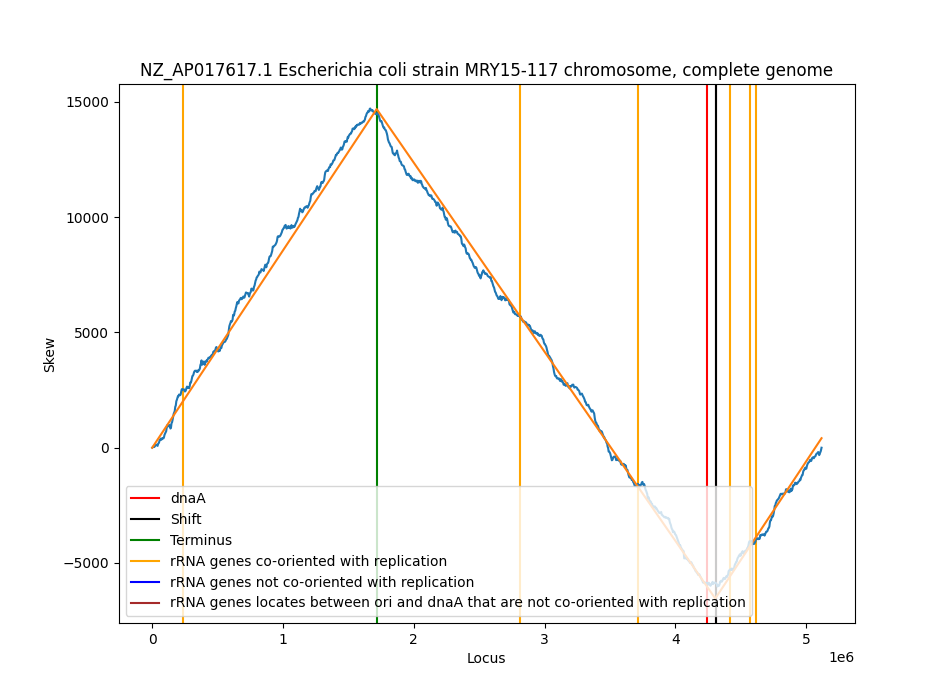 NZ_AP017617.1 Escherichia coli strain MRY15-117 chromosome, complete genome
15000
10000
5000
0
−5000
Skew
dnaA
Shift
Terminus
rRNA genes co-oriented with replication
rRNA genes not co-oriented with replication
rRNA genes locates between ori and dnaA that are not co-oriented with replication
0 1 2 3 4 5
1e6
Locus